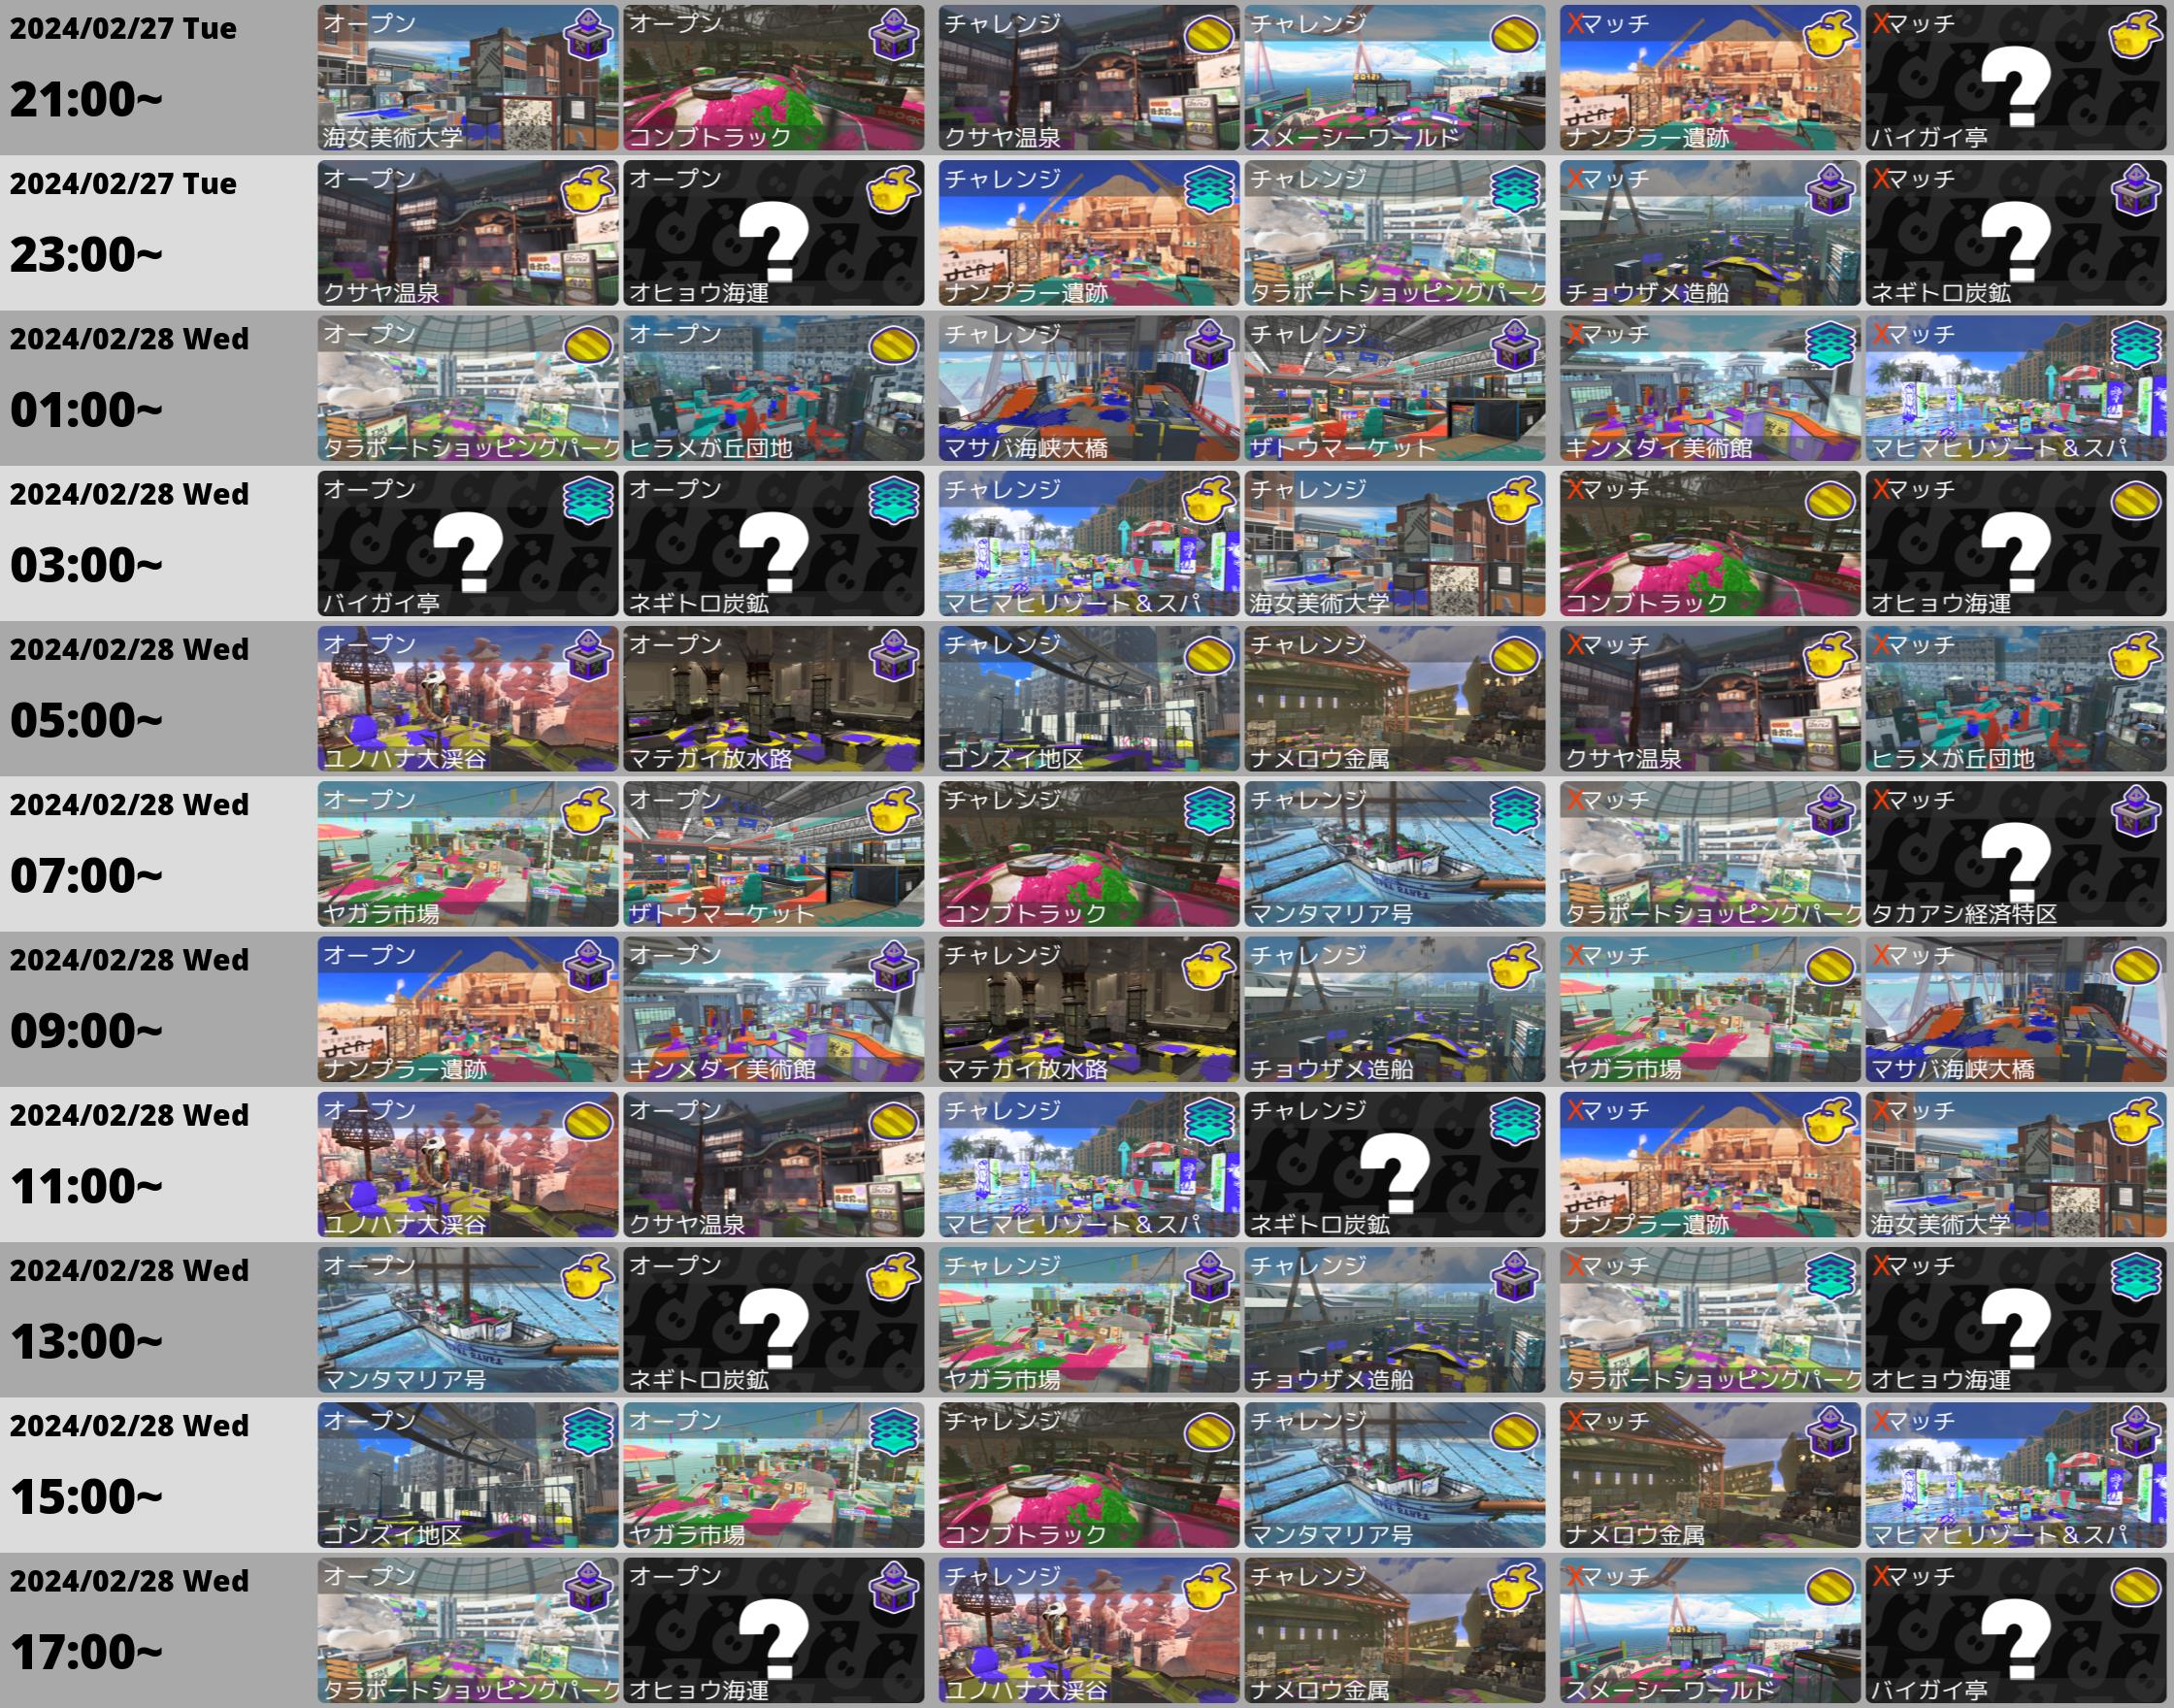 2024/02/27 Tue
21:00~
オープン
海女美術大学
オープン
コンブトラック
チャレンジ
クサヤ温泉
チャレンジ
スメーシーワールド
Xマッチ
ナンプラー遺跡
Xマッチ
バイガイ亭
2024/02/27 Tue
23:00~
オープン
クサヤ温泉
オープン
オヒョウ海運
チャレンジ
ナンプラー遺跡
チャレンジ
タラポートショッピングパーク
Xマッチ
チョウザメ造船
Xマッチ
ネギトロ炭鉱
2024/02/28 Wed
01:00~
オープン
タラポートショッピングパーク
オープン
ヒラメが丘団地
チャレンジ
マサバ海峡大橋
チャレンジ
ザトウマーケット
Xマッチ
キンメダイ美術館
Xマッチ
マヒマヒリゾート＆スパ
2024/02/28 Wed
03:00~
オープン
バイガイ亭
オープン
ネギトロ炭鉱
チャレンジ
マヒマヒリゾート＆スパ
チャレンジ
海女美術大学
Xマッチ
コンブトラック
Xマッチ
オヒョウ海運
2024/02/28 Wed
05:00~
オープン
ユノハナ大渓谷
オープン
マテガイ放水路
チャレンジ
ゴンズイ地区
チャレンジ
ナメロウ金属
Xマッチ
クサヤ温泉
Xマッチ
ヒラメが丘団地
2024/02/28 Wed
07:00~
オープン
ヤガラ市場
オープン
ザトウマーケット
チャレンジ
コンブトラック
チャレンジ
マンタマリア号
Xマッチ
タラポートショッピングパーク
Xマッチ
タカアシ経済特区
2024/02/28 Wed
09:00~
オープン
ナンプラー遺跡
オープン
キンメダイ美術館
チャレンジ
マテガイ放水路
チャレンジ
チョウザメ造船
Xマッチ
ヤガラ市場
Xマッチ
マサバ海峡大橋
2024/02/28 Wed
11:00~
オープン
ユノハナ大渓谷
オープン
クサヤ温泉
チャレンジ
マヒマヒリゾート＆スパ
チャレンジ
ネギトロ炭鉱
Xマッチ
ナンプラー遺跡
Xマッチ
海女美術大学
2024/02/28 Wed
13:00~
オープン
マンタマリア号
オープン
ネギトロ炭鉱
チャレンジ
ヤガラ市場
チャレンジ
チョウザメ造船
Xマッチ
タラポートショッピングパーク
Xマッチ
オヒョウ海運
2024/02/28 Wed
15:00~
オープン
ゴンズイ地区
オープン
ヤガラ市場
チャレンジ
コンブトラック
チャレンジ
マンタマリア号
Xマッチ
ナメロウ金属
Xマッチ
マヒマヒリゾート＆スパ
2024/02/28 Wed
17:00~
オープン
タラポートショッピングパーク
オープン
オヒョウ海運
チャレンジ
ユノハナ大渓谷
チャレンジ
ナメロウ金属
Xマッチ
スメーシーワールド
Xマッチ
バイガイ亭